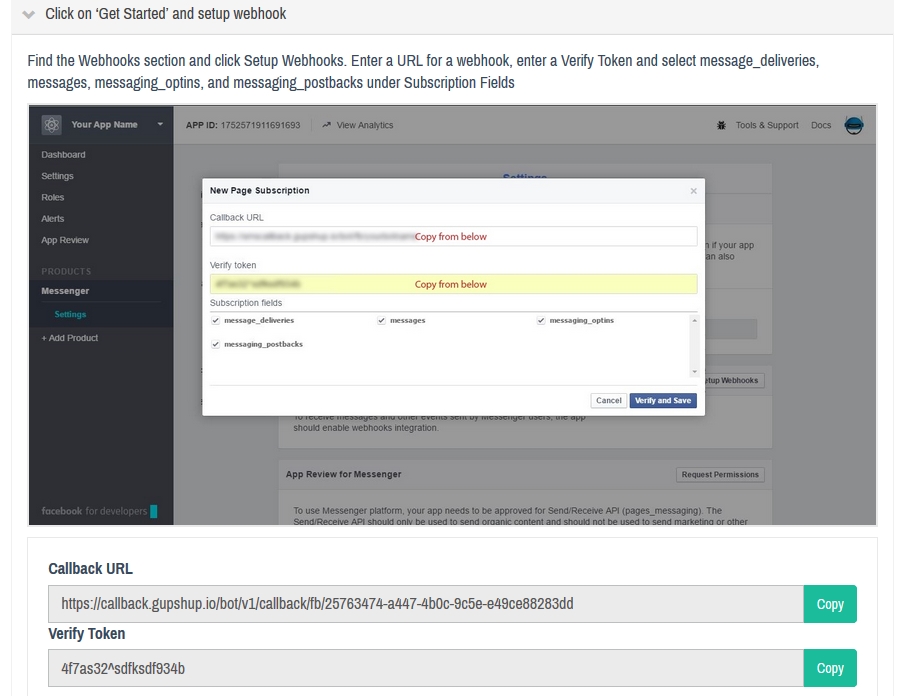 Click on ‘Get Started’ and setup webhook
Find the Webhooks section and click Setup Webhooks. Enter a URL for a webhook, enter a Verify Token and select message_deliveries,
messages, messaging_optins, and messaging_postbacks under Subscription Fields
Your App Name
APP ID: 1752571911691693
View Analytics
Tools & Support
Docs
Dashboard
Settings
Roles
Alerts
App Review
PRODUCTS
Messenger
Settings
+ Add Product
facebook for developers
Settings
New Page Subscription
×
Callback URL
Copy from below
Verify token
Copy from below
Subscription fields
message_deliveries
messages
messaging_optins
messaging_postbacks
Cancel
Verify and Save
if your app
an also
tup Webhooks
To receive messages and other events sent by Messenger users, the app
should enable webhooks integration.
App Review for Messenger
Request Permissions
To use Messenger platform, your app needs to be approved for Send/Receive API (pages_messaging). The
Send/Receive API should only be used to send organic content and should not be used to send marketing or other
Callback URL
https://callback.gupshup.io/bot/v1/callback/fb/25763474-a447-4b0c-9c5e-e49ce88283dd
Copy
Verify Token
4f7as32^sdfksdf934b
Copy